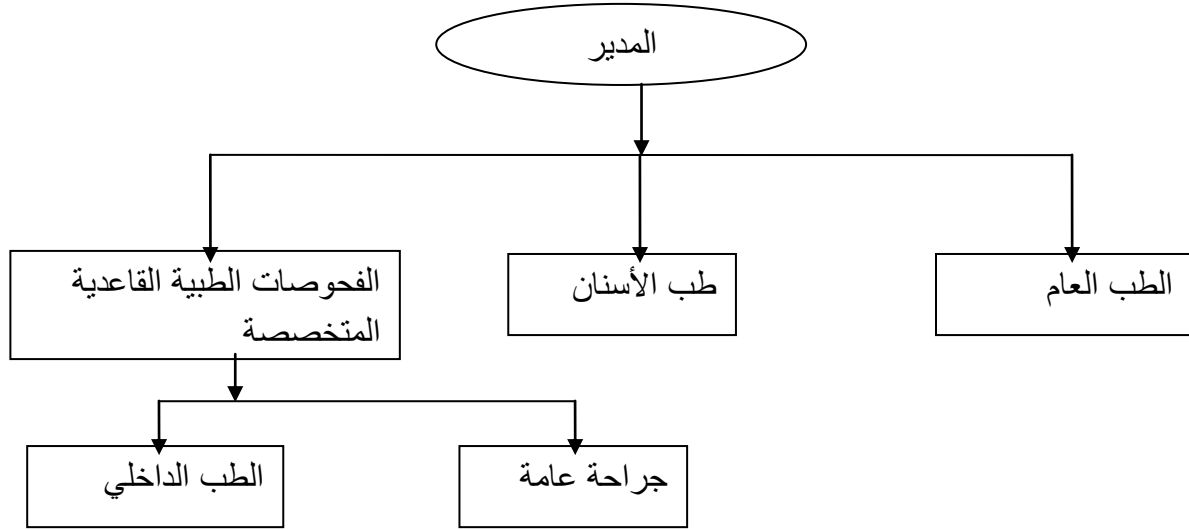 المدير
الطب العام
طب الأسنان
الفحوصات الطبية القاعدية
المتخصصة
جراحة عامة
الطب الداخلي